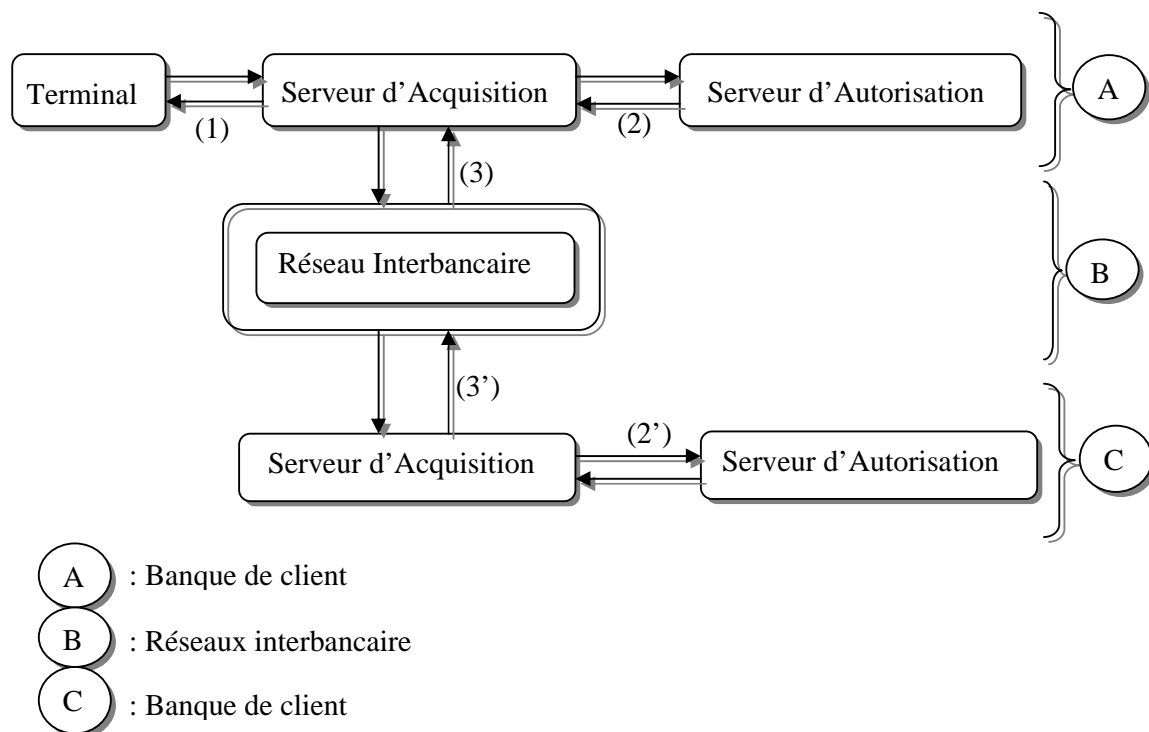 Terminal
Serveur d'Acquisition
Serveur d'Autorisation
A
(1)
(2)
(3)
Réseau Interbancaire
B
(3')
(2')
Serveur d'Acquisition
Serveur d'Autorisation
C
A : Banque de client
B : Réseaux interbancaire
C : Banque de client